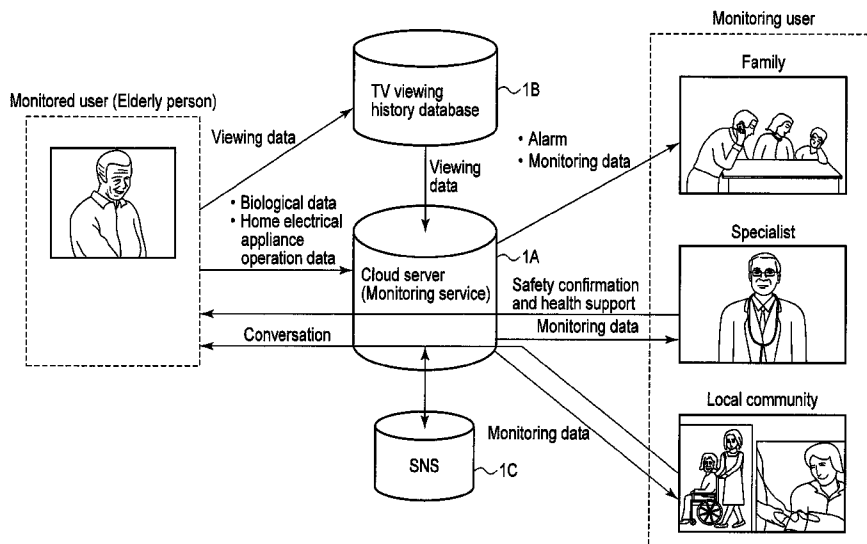 Monitoring user
Family
TV viewing
history database
1B
Monitored user (Elderly person)
Viewing data
• Alarm
• Monitoring data
Viewing
data
• Biological data
• Home electrical
appliance
operation data
Specialist
1A
Cloud server
(Monitoring service)
Safety confirmation
and health support
Monitoring data
Conversation
Local community
Monitoring data
SNS
1C